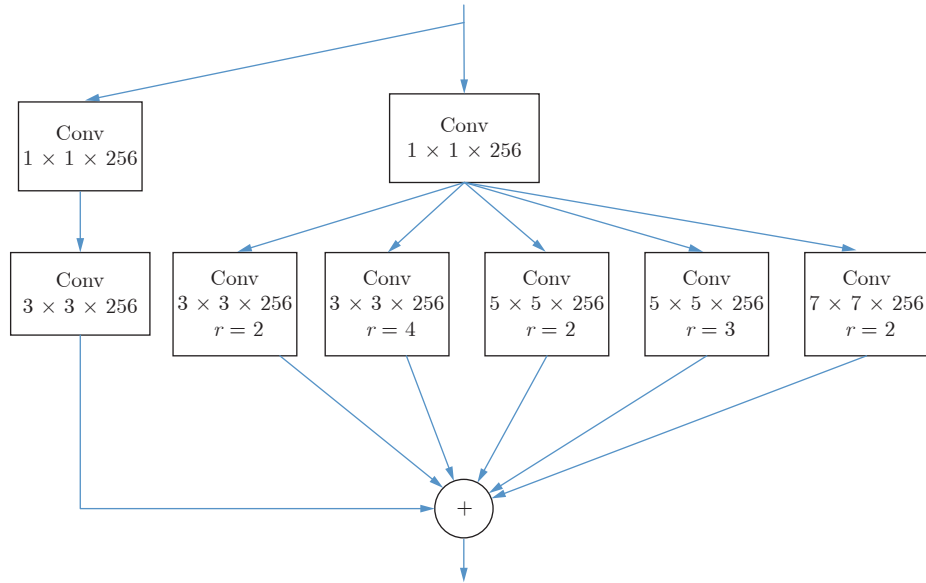 Conv
1 × 1 × 256
Conv
1 × 1 × 256
Conv
3 × 3 × 256
Conv
3 × 3 × 256
r = 2
Conv
3 × 3 × 256
r = 4
Conv
5 × 5 × 256
r = 2
Conv
5 × 5 × 256
r = 3
Conv
7 × 7 × 256
r = 2
+